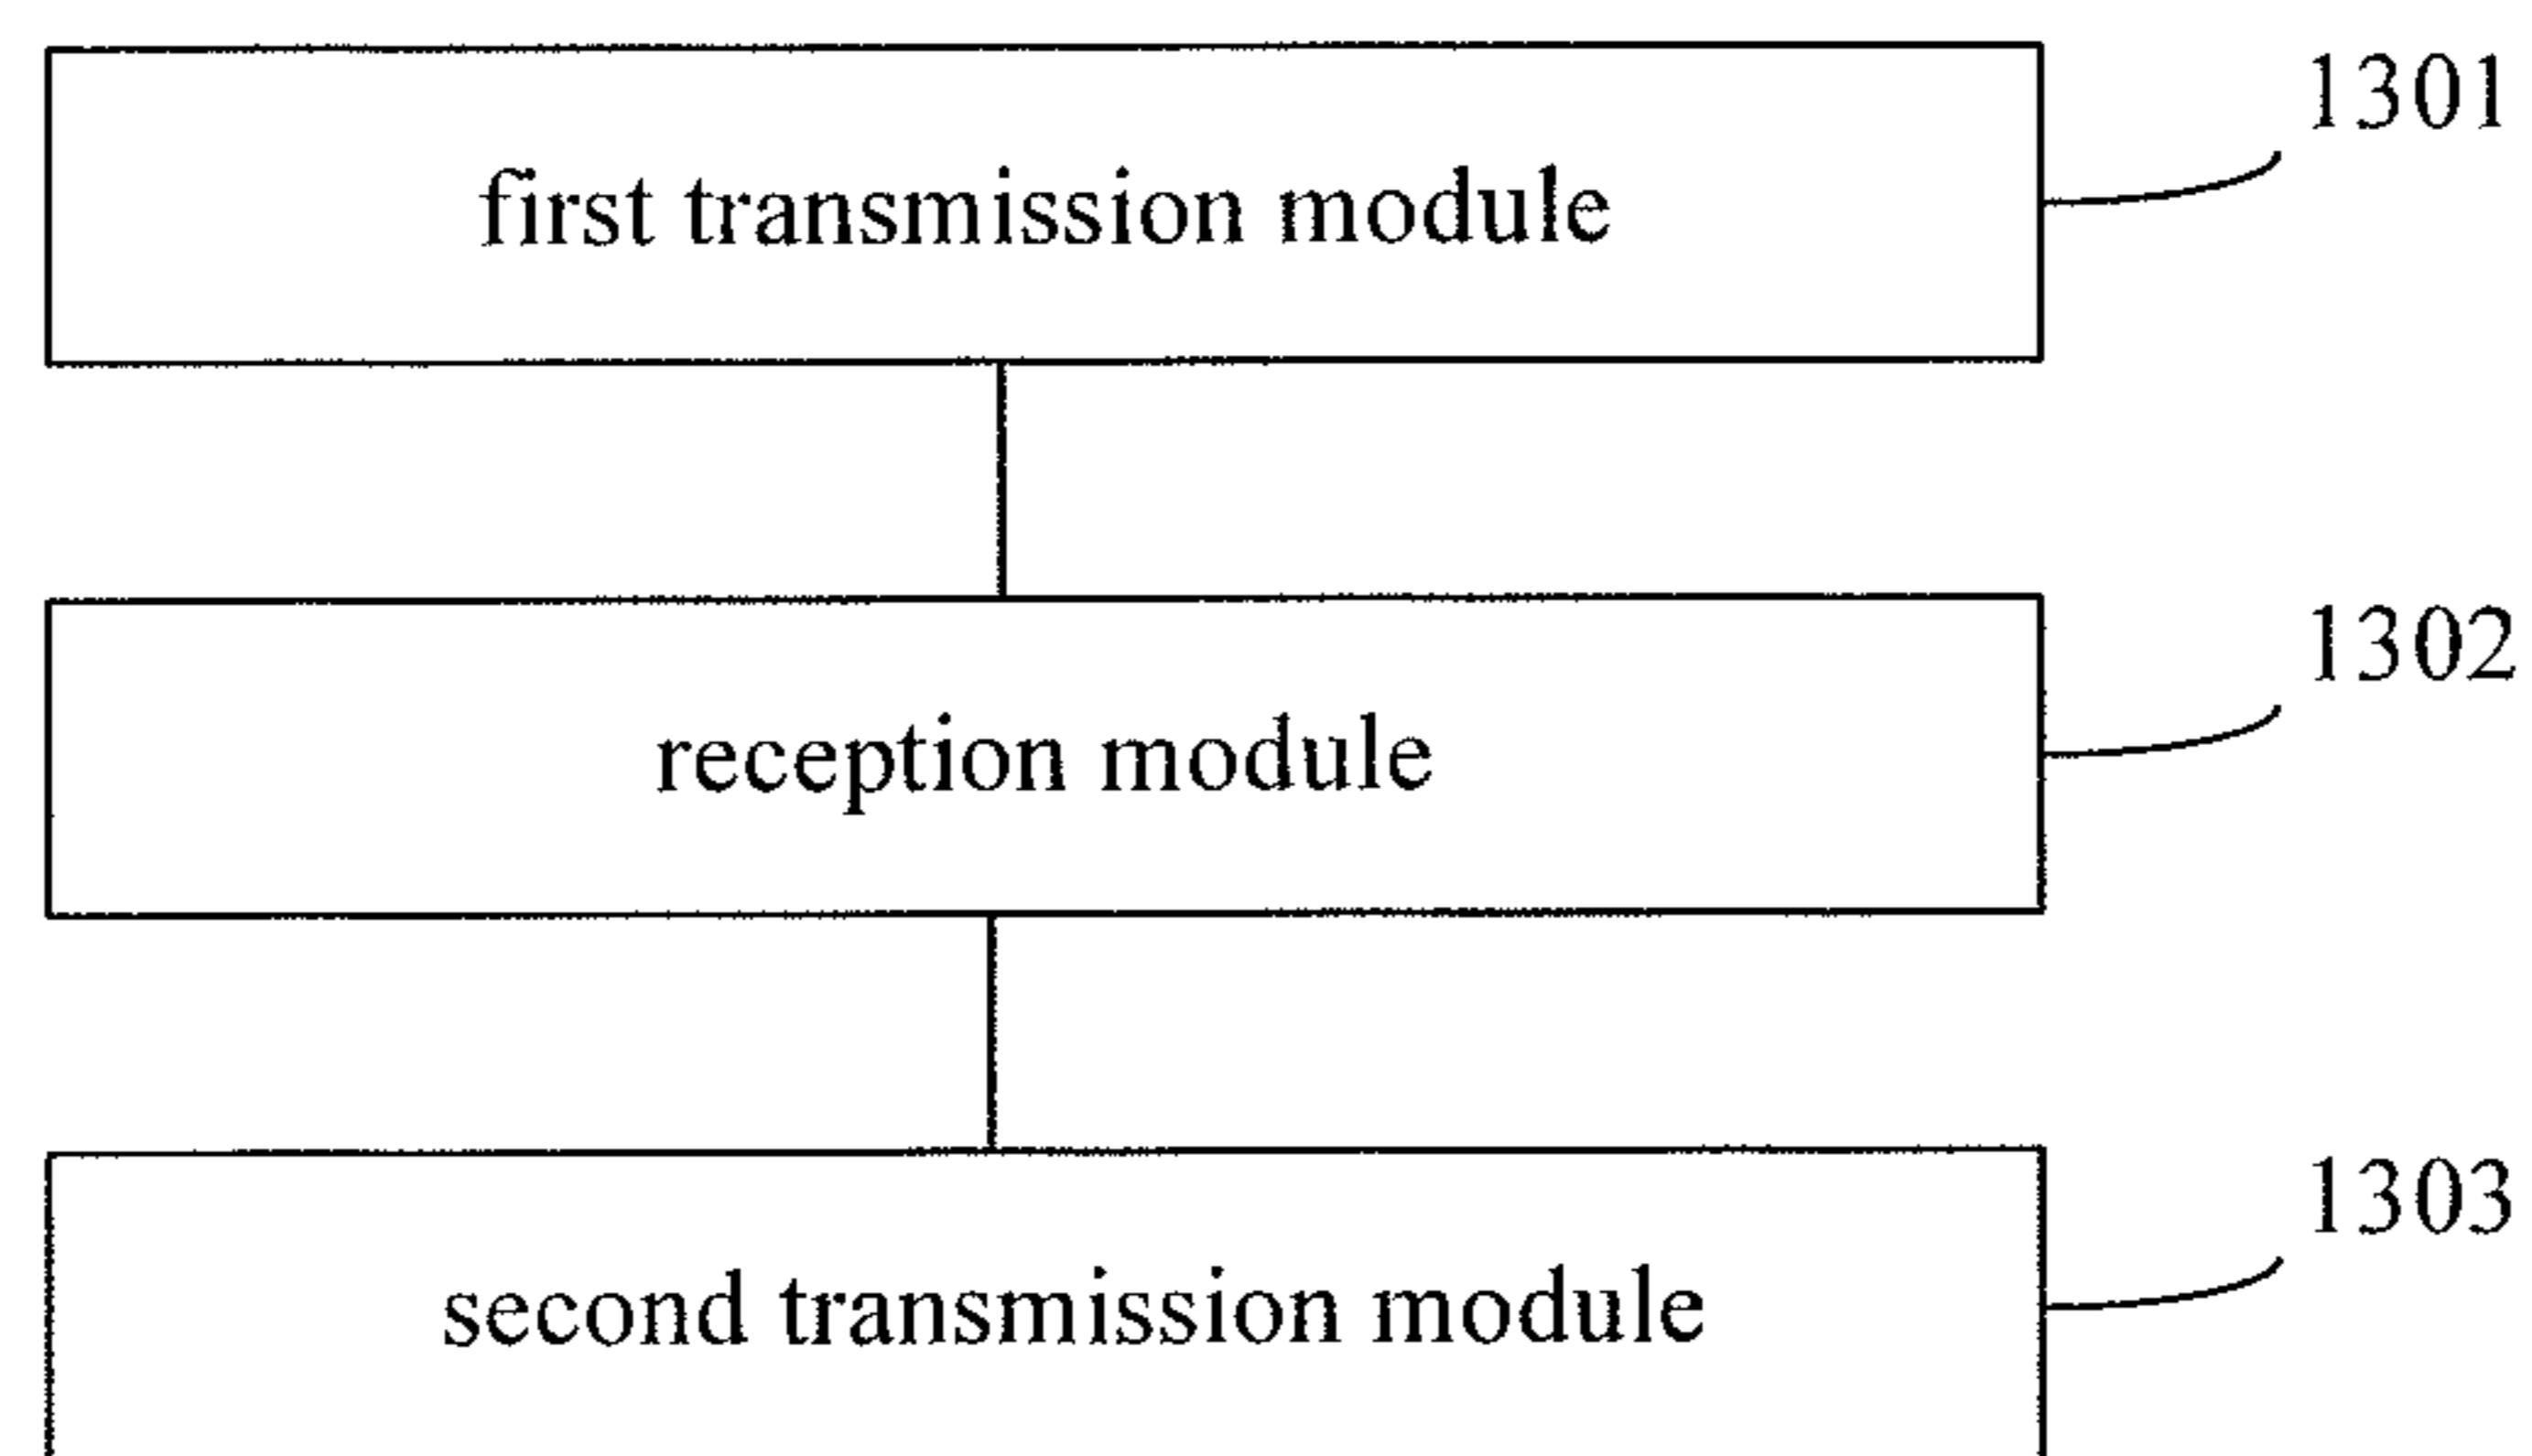 1301
first transmission module
1302
reception module
1303
second transmission module